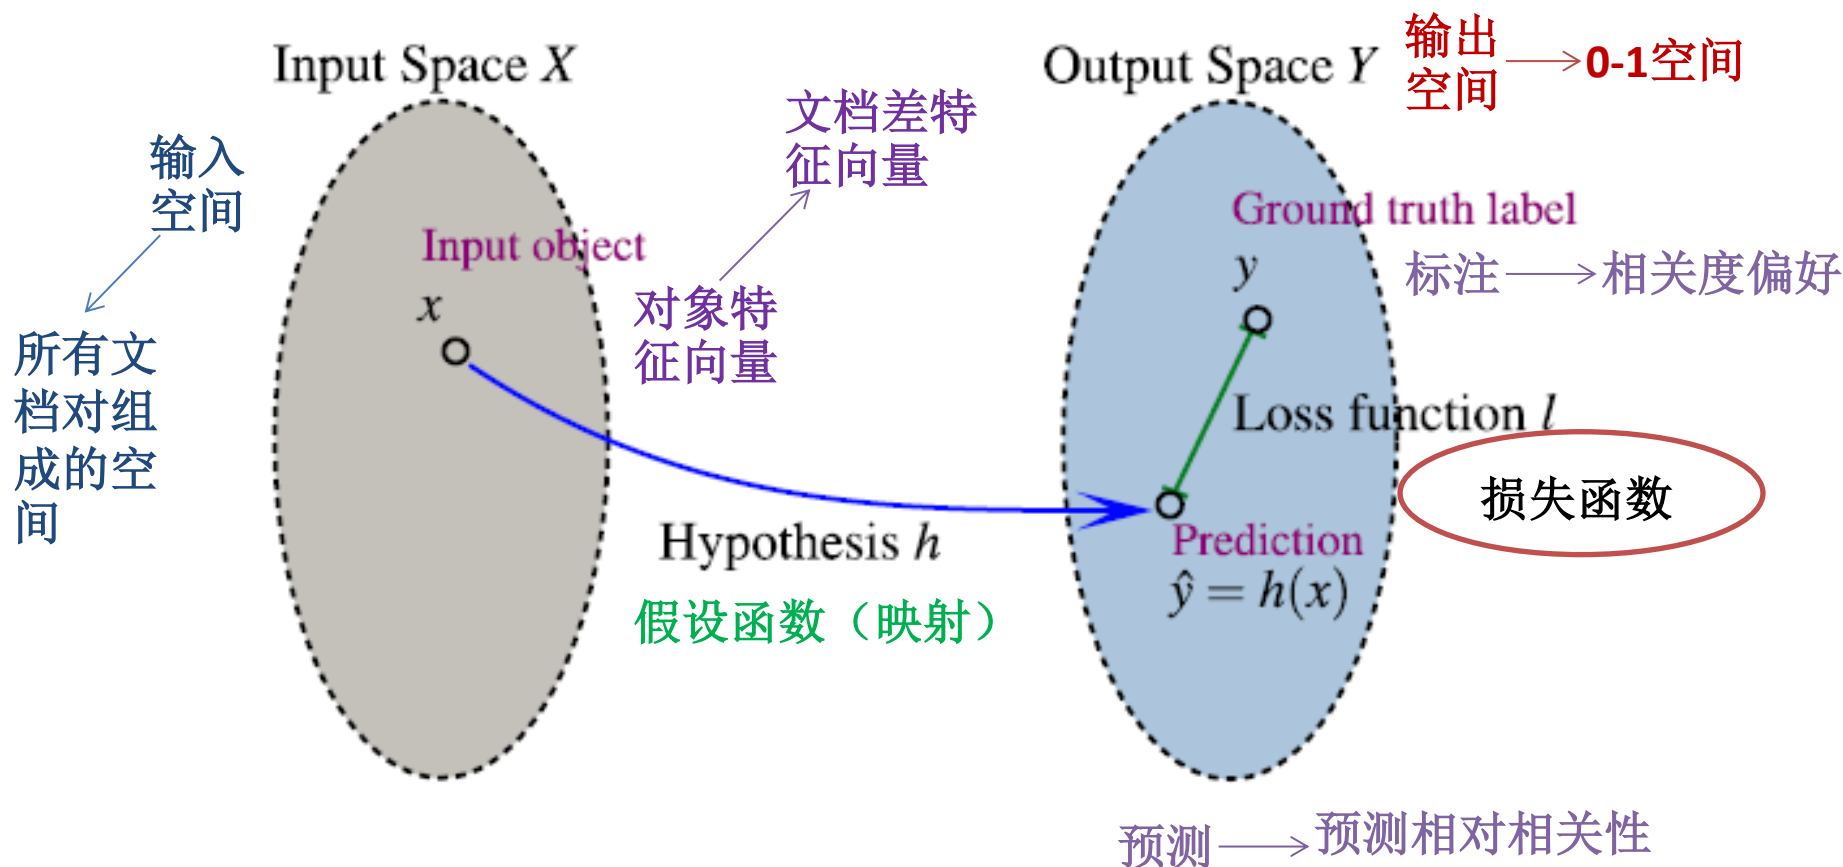 Input Space X
Output Space Y
输出
空间
0-1空间
输入
空间
文档差特
征向量
Input object
x
对象特
征向量
Ground truth label
y
标注
相关度偏好
所有文
档对组
成的空
间
Loss function l
损失函数
Hypothesis h
假设函数（映射）
Prediction
ŷ = h(x)
预测
预测相对相关性